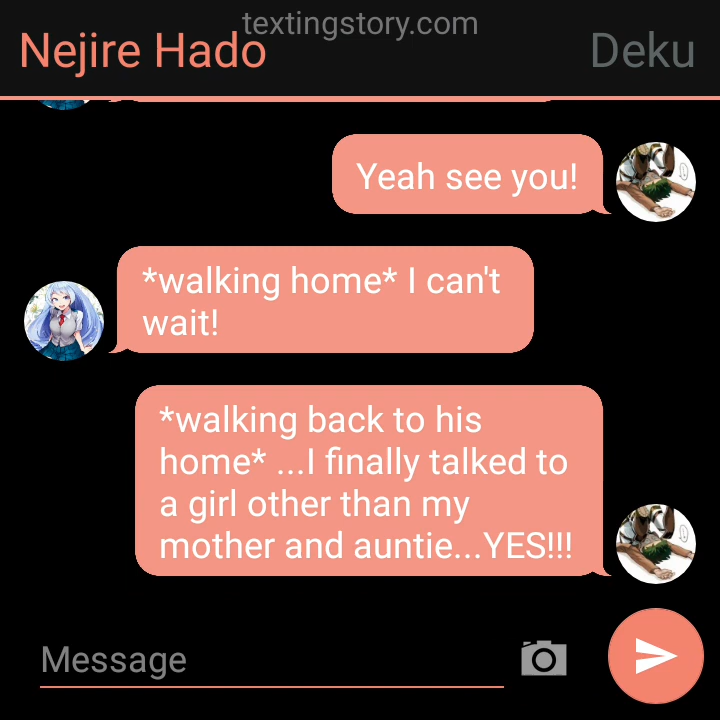 textingstory.com
Nejire Hado
Deku
Yeah see you!
*walking home* I can't
wait!
*walking back to his
home* ...I finally talked to
a girl other than my
mother and auntie...YES!!!
Message